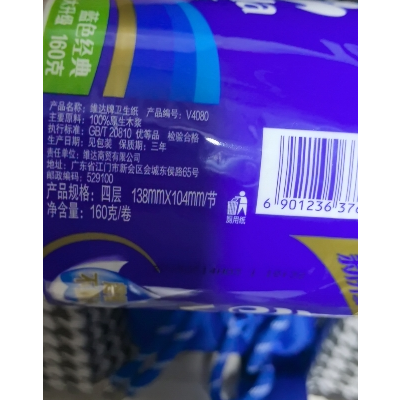 蓝色经典
160克
产品名称：维达牌卫生纸 产品编号：V4080
主要原料：100%原生木浆
执行标准：GB/T 20810 优等品 检验合格
生产日期：见包装 保质期：三年
责任单位：维达商贸有限公司
地址：广东省江门市新会区会城东侯路65号
邮政编码：529100
产品规格：四层 138mm×104mm/节
净含量：160克/卷
6 901236 376